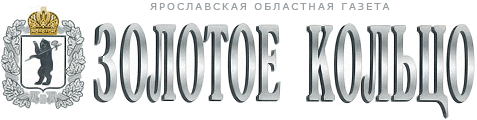 ЯРОСЛАВСКАЯ ОБЛАСТНАЯ ГАЗЕТА
ЗОЛОТОЕ КОЛЬЦО